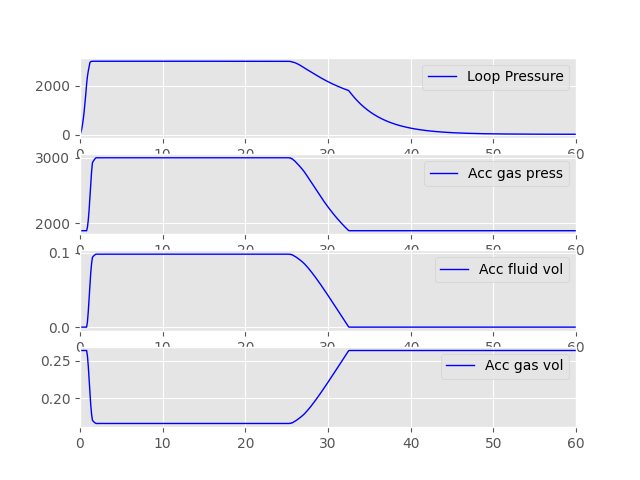 Loop Pressure
2000
0
0 10 20 30 40 50 60
Acc gas press
3000
2000
0 10 20 30 40 50 60
Acc fluid vol
0.1
0.0
0 10 20 30 40 50 60
Acc gas vol
0.25
0.20
0 10 20 30 40 50 60